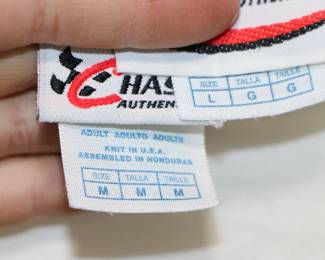 CHAS
AUTHEN
SIZE TALLA TAILLE
L G G
ADULT ADULTO ADULTE
KNIT IN U.S.A.
ASSEMBLED IN HONDURAS
SIZE TALLA TAILLE
M M M